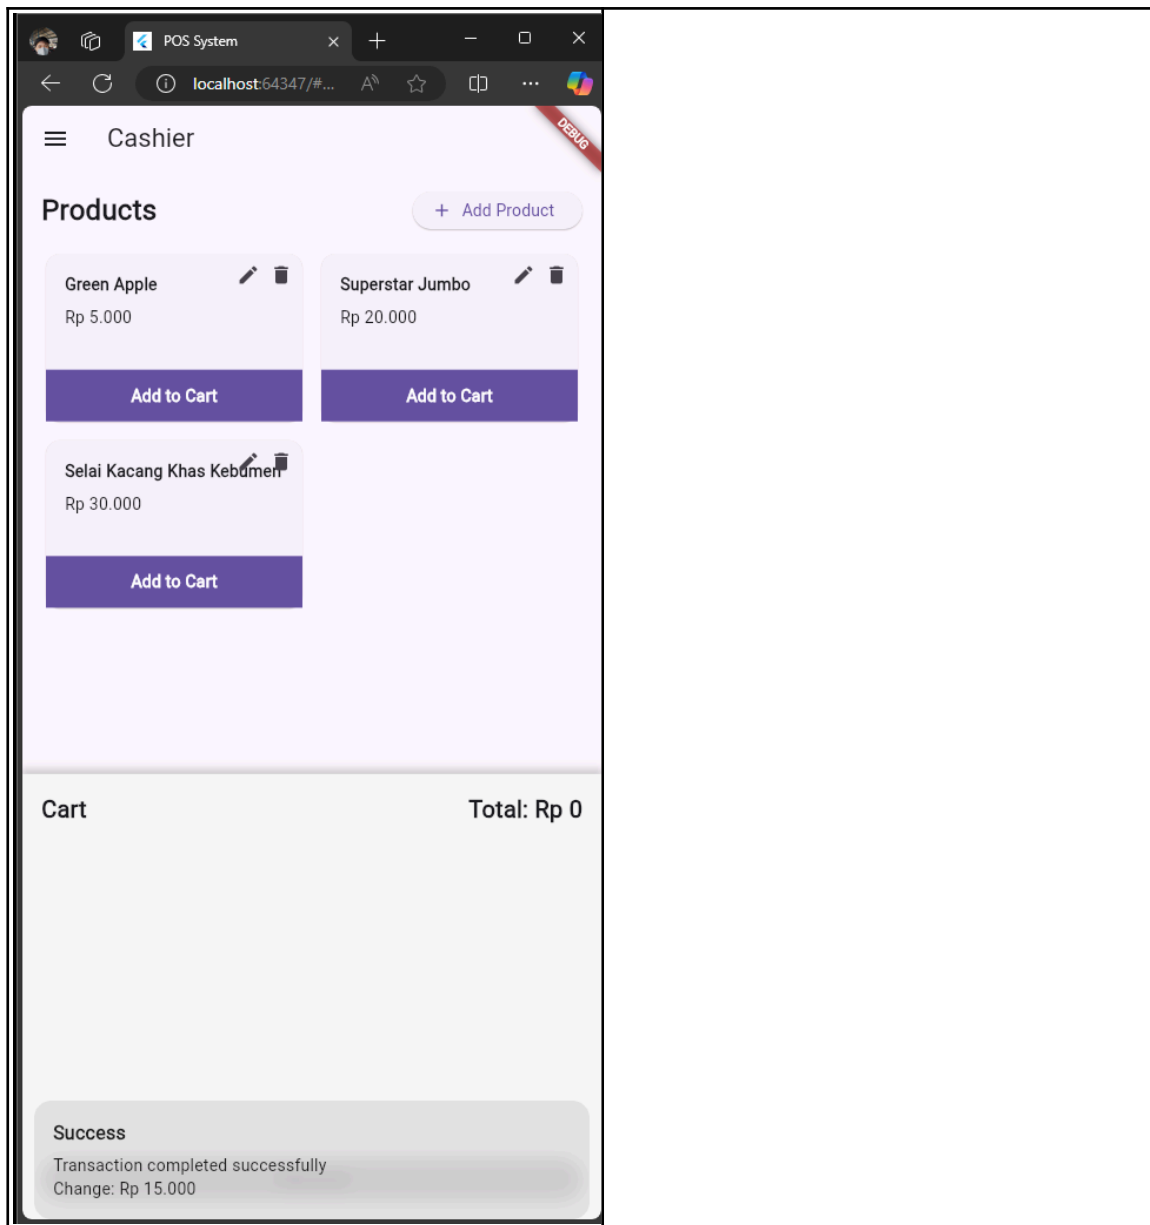 POS System
localhost:64347/#...
Cashier
DEBUG
Products
+ Add Product
Green Apple
Rp 5.000
Add to Cart
Superstar Jumbo
Rp 20.000
Add to Cart
Selai Kacang Khas Kebumen
Rp 30.000
Add to Cart
Cart
Total: Rp 0
Success
Transaction completed successfully
Change: Rp 15.000